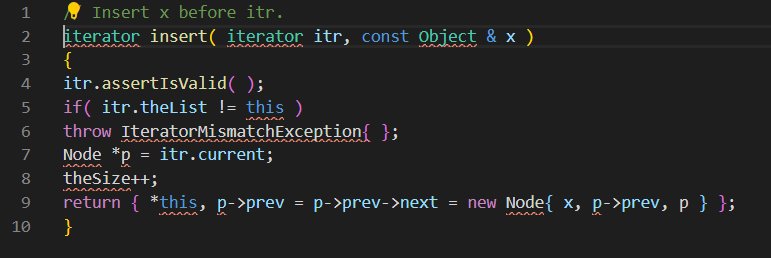 1 // Insert x before itr.
2 iterator insert( iterator itr, const Object & x )
3 {
4 itr.assertIsValid( );
5 if( itr.theList != this )
6 throw IteratorMismatchException{ };
7 Node *p = itr.current;
8 theSize++;
9 return { *this, p->prev = p->prev->next = new Node{ x, p->prev, p } };
10 }